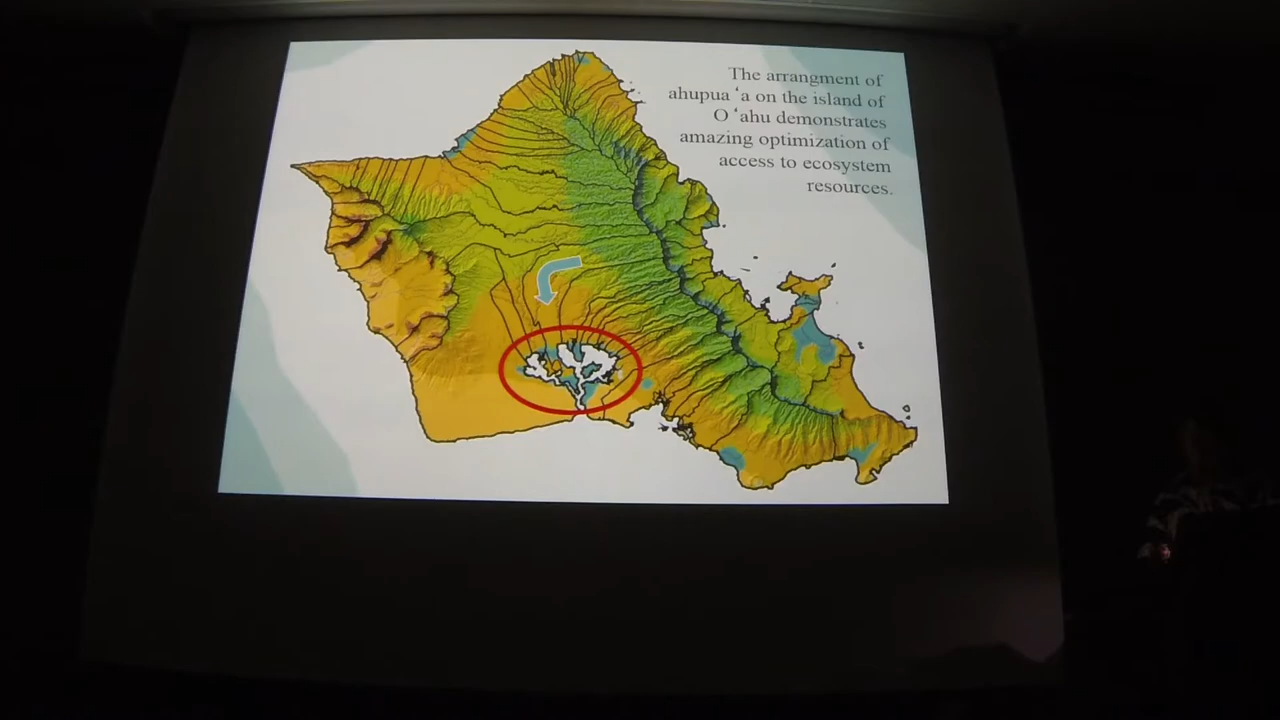 The arrangment of
ahupua ʻa on the island of
O ʻahu demonstrates
amazing optimization of
access to ecosystem
resources.